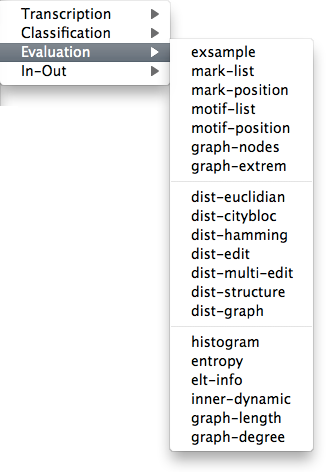 Transcription
Classification
Evaluation
In-Out
exsample
mark-list
mark-position
motif-list
motif-position
graph-nodes
graph-extrem
dist-euclidian
dist-citybloc
dist-hamming
dist-edit
dist-multi-edit
dist-structure
dist-graph
histogram
entropy
elt-info
inner-dynamic
graph-length
graph-degree